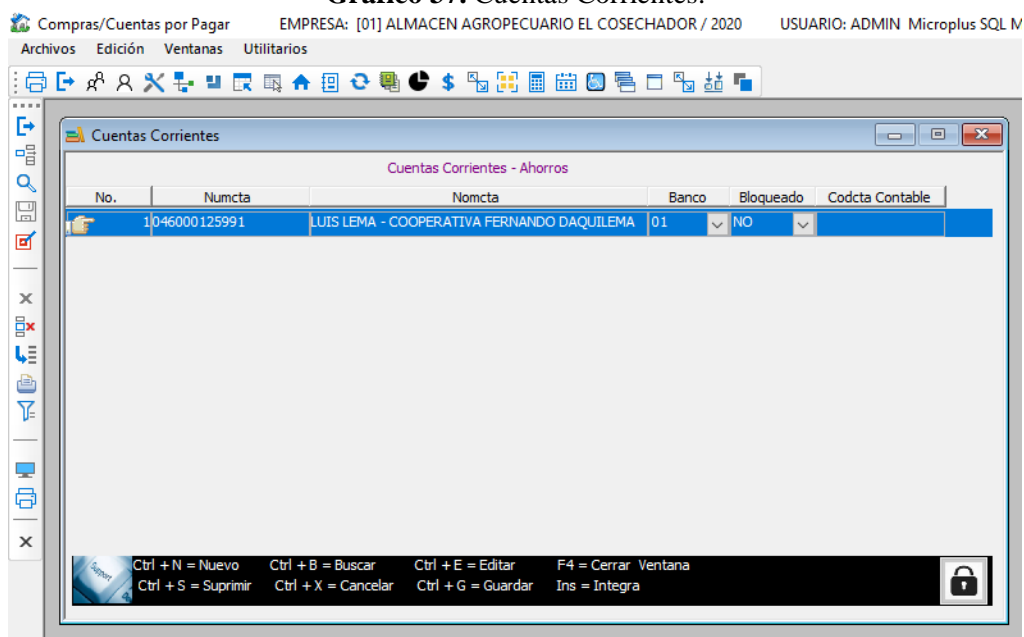 Gráfico 37. Cuentas Corrientes.
Compras/Cuentas por Pagar EMPRESA: [01] ALMACEN AGROPECUARIO EL COSECHADOR / 2020 USUARIO: ADMIN Microplus SQL M
Archivos Edición Ventanas Utilitarios
Cuentas Corrientes
Cuentas Corrientes - Ahorros
No. Numcta Nomcta Banco Bloqueado Codcta Contable
1 046000125991 LUIS LEMA - COOPERATIVA FERNANDO DAQUILEMA 01 NO
Support Ctrl + N = Nuevo Ctrl + B = Buscar Ctrl + E = Editar F4 = Cerrar Ventana
Ctrl + S = Suprimir Ctrl + X = Cancelar Ctrl + G = Guardar Ins = Integra